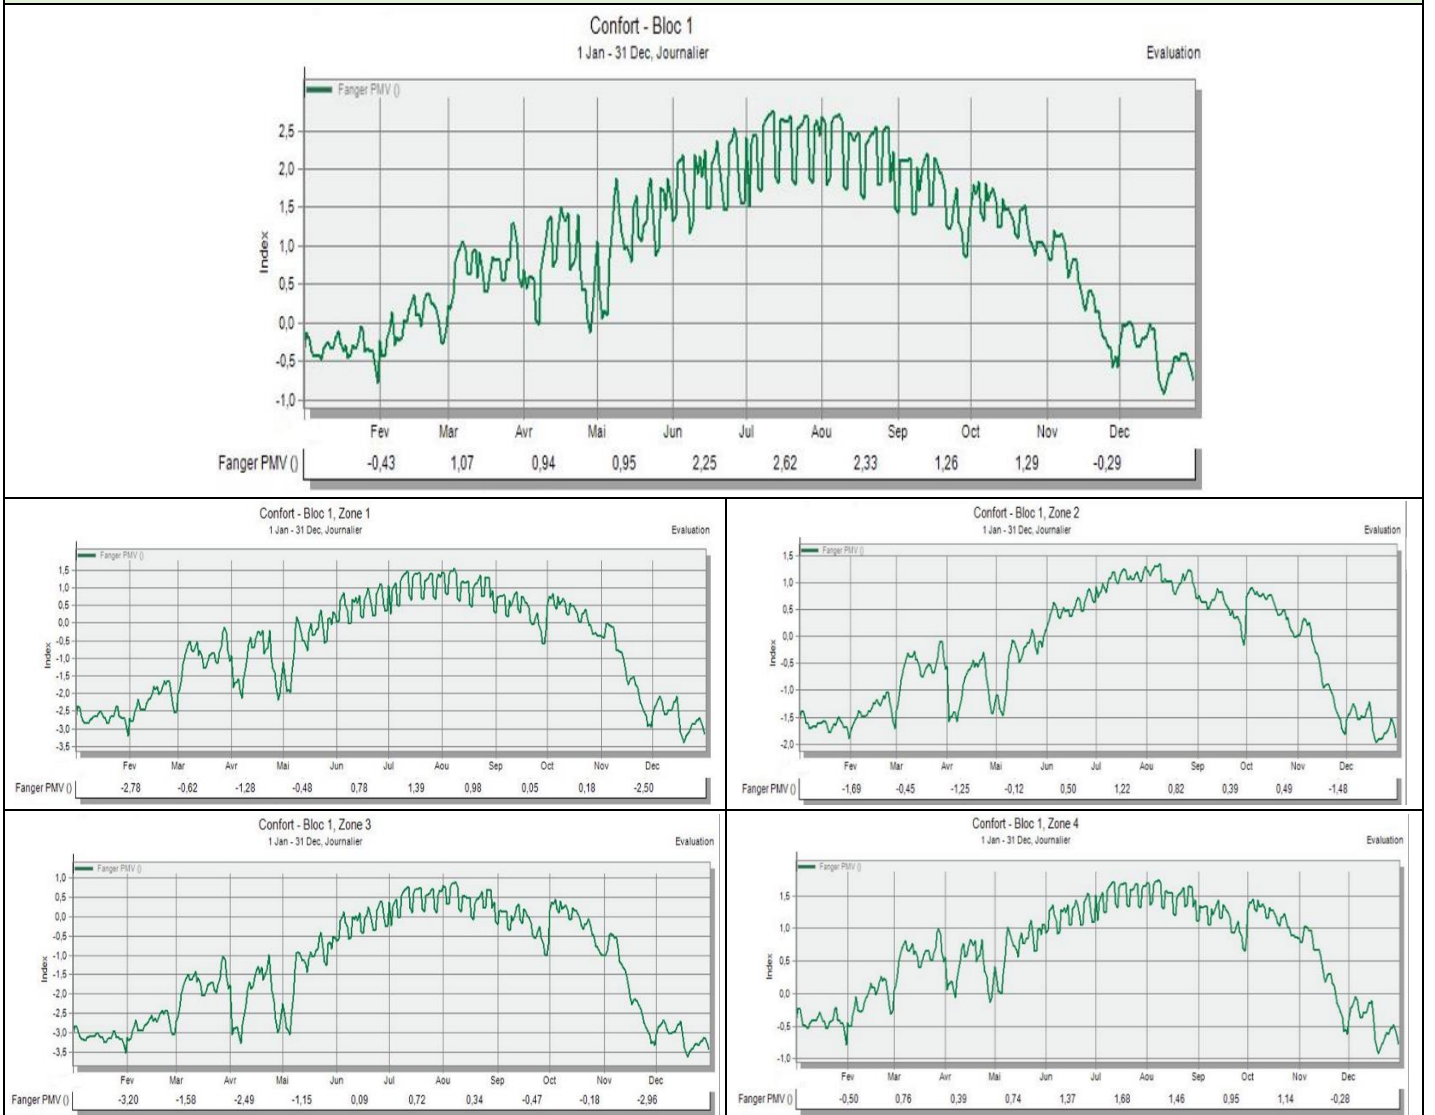 Confort - Bloc 1
1 Jan - 31 Dec, Journalier
Evaluation
Fanger PMV ()
2,5
2,0
1,5
1,0
0,5
0,0
-0,5
-1,0
Index
Fev Mar Avr Mai Jun Jul Aou Sep Oct Nov Dec
Fanger PMV () -0,43 1,07 0,94 0,95 2,25 2,62 2,33 1,26 1,29 -0,29
Confort - Bloc 1, Zone 1
1 Jan - 31 Dec, Journalier
Evaluation
Fanger PMV ()
1,5
1,0
0,5
0,0
-0,5
-1,0
-1,5
-2,0
-2,5
-3,0
-3,5
Index
Fev Mar Avr Mai Jun Jul Aou Sep Oct Nov Dec
Fanger PMV () -2,78 -0,62 -1,28 -0,48 0,78 1,39 0,98 0,05 0,18 -2,50
Confort - Bloc 1, Zone 2
1 Jan - 31 Dec, Journalier
Evaluation
Fanger PMV ()
1,5
1,0
0,5
0,0
-0,5
-1,0
-1,5
-2,0
Index
Fev Mar Avr Mai Jun Jul Aou Sep Oct Nov Dec
Fanger PMV () -1,69 -0,45 -1,25 -0,12 0,50 1,22 0,82 0,39 0,49 -1,48
Confort - Bloc 1, Zone 3
1 Jan - 31 Dec, Journalier
Evaluation
Fanger PMV ()
1,0
0,5
0,0
-0,5
-1,0
-1,5
-2,0
-2,5
-3,0
-3,5
Index
Fev Mar Avr Mai Jun Jul Aou Sep Oct Nov Dec
Fanger PMV () -3,20 -1,58 -2,49 -1,15 0,09 0,72 0,34 -0,47 -0,18 -2,96
Confort - Bloc 1, Zone 4
1 Jan - 31 Dec, Journalier
Evaluation
Fanger PMV ()
1,5
1,0
0,5
0,0
-0,5
-1,0
Index
Fev Mar Avr Mai Jun Jul Aou Sep Oct Nov Dec
Fanger PMV () -0,50 0,76 0,39 0,74 1,37 1,68 1,46 0,95 1,14 -0,28